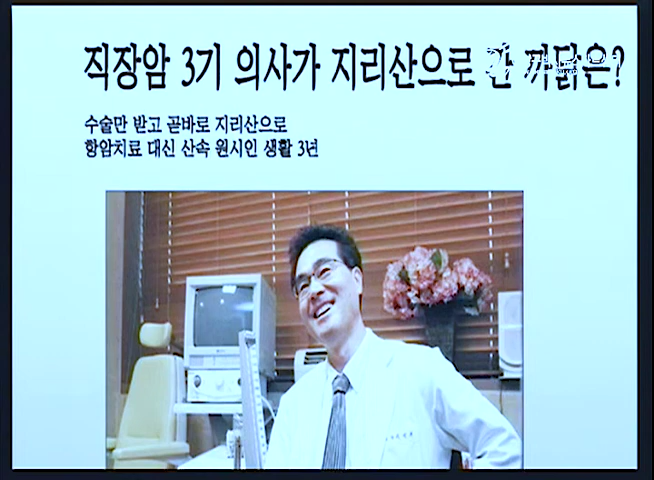 직장암 3기 의사가 지리산으로 간 까닭은?
수술만 받고 곧바로 지리산으로
항암치료 대신 산속 원시인 생활 3년